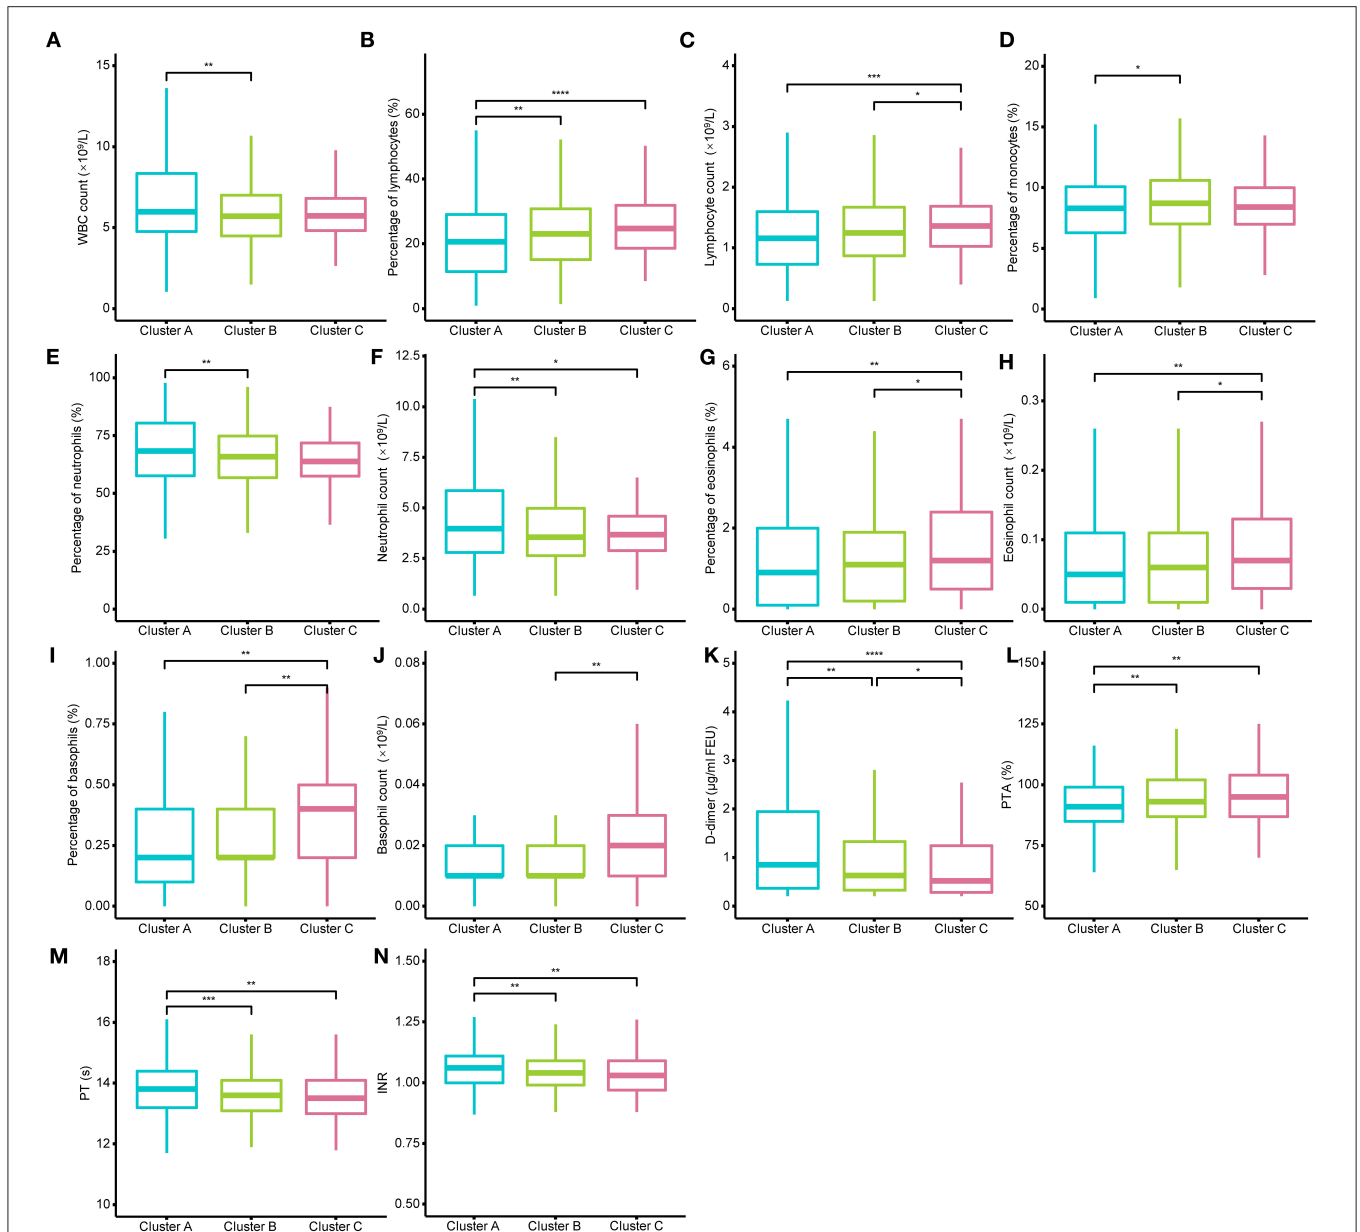 A
WBC count (×10⁹/L)
15
10
5
0
**
Cluster A Cluster B Cluster C
B
Percentage of lymphocytes (%)
60
40
20
0
****
**
Cluster A Cluster B Cluster C
C
Lymphocyte count (×10⁹/L)
4
3
2
1
0
***
*
Cluster A Cluster B Cluster C
D
Percentage of monocytes (%)
20
15
10
5
0
*
Cluster A Cluster B Cluster C
E
Percentage of neutrophils (%)
100
75
50
25
0
**
Cluster A Cluster B Cluster C
F
Neutrophil count (×10⁹/L)
12.5
10.0
7.5
5.0
2.5
0.0
*
**
Cluster A Cluster B Cluster C
G
Percentage of eosinophils (%)
6
4
2
0
**
*
Cluster A Cluster B Cluster C
H
Eosinophil count (×10⁹/L)
0.3
0.2
0.1
0.0
**
*
Cluster A Cluster B Cluster C
I
Percentage of basophils (%)
1.00
0.75
0.50
0.25
0.00
**
**
Cluster A Cluster B Cluster C
J
Basophil count (×10⁹/L)
0.08
0.06
0.04
0.02
0.00
**
Cluster A Cluster B Cluster C
K
D-dimer (μg/ml FEU)
5
4
3
2
1
0
****
** *
Cluster A Cluster B Cluster C
L
PTA (%)
150
125
100
75
50
**
**
Cluster A Cluster B Cluster C
M
PT (s)
18
16
14
12
10
**
***
Cluster A Cluster B Cluster C
N
INR
1.50
1.25
1.00
0.75
0.50
**
**
Cluster A Cluster B Cluster C